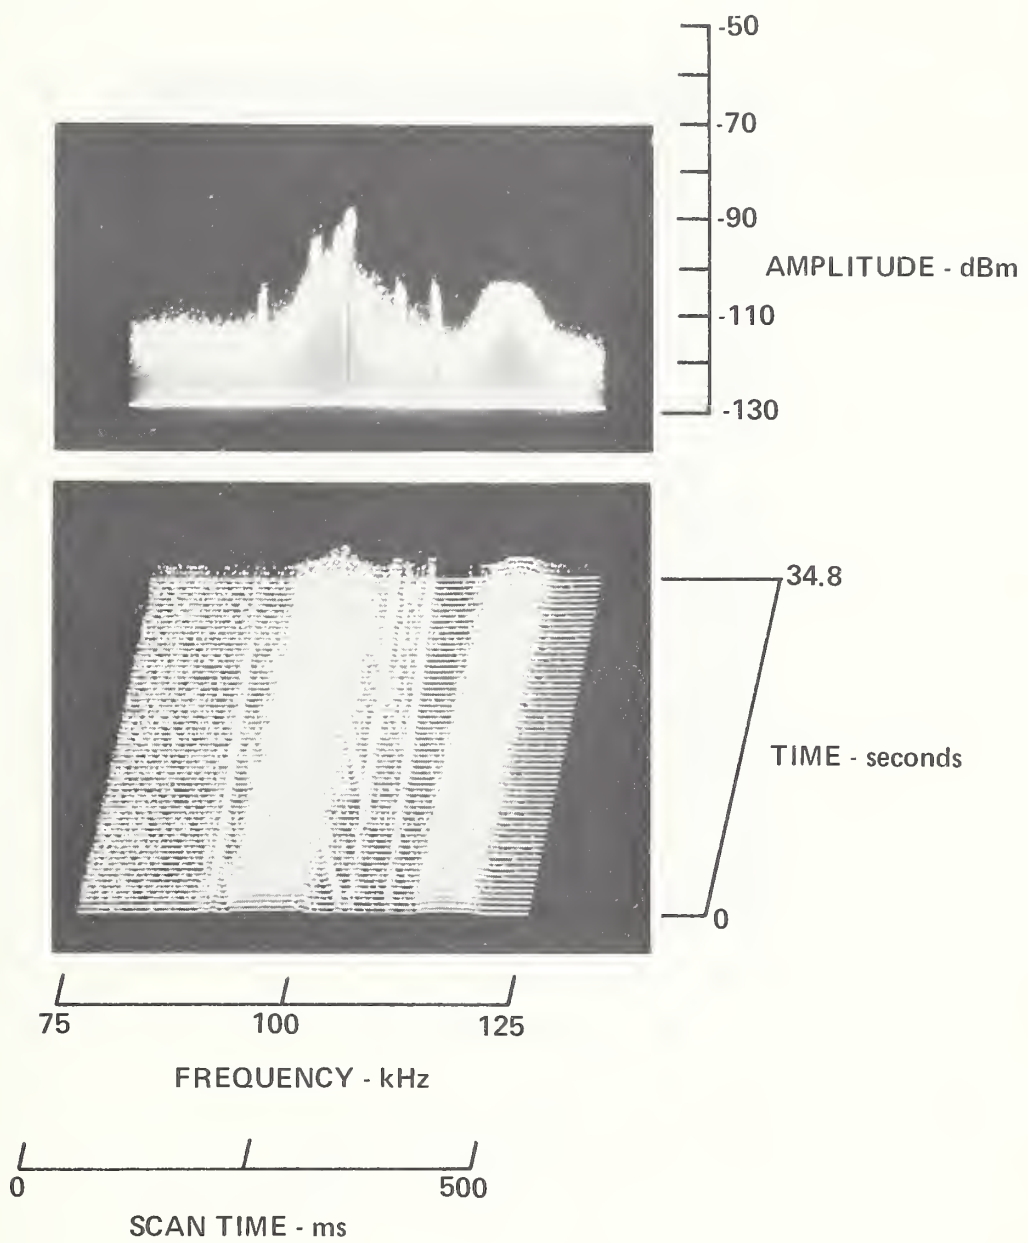 -50
-70
-90
AMPLITUDE - dBm
-110
-130
34.8
TIME - seconds
0
75 100 125
FREQUENCY - kHz
0 500
SCAN TIME - ms